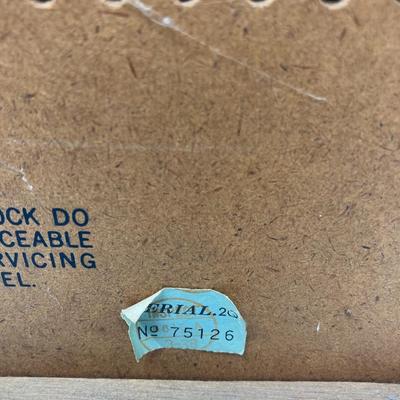 OCK DO
CEABLE
RVICING
EL.
ERIAL.20
No 75126